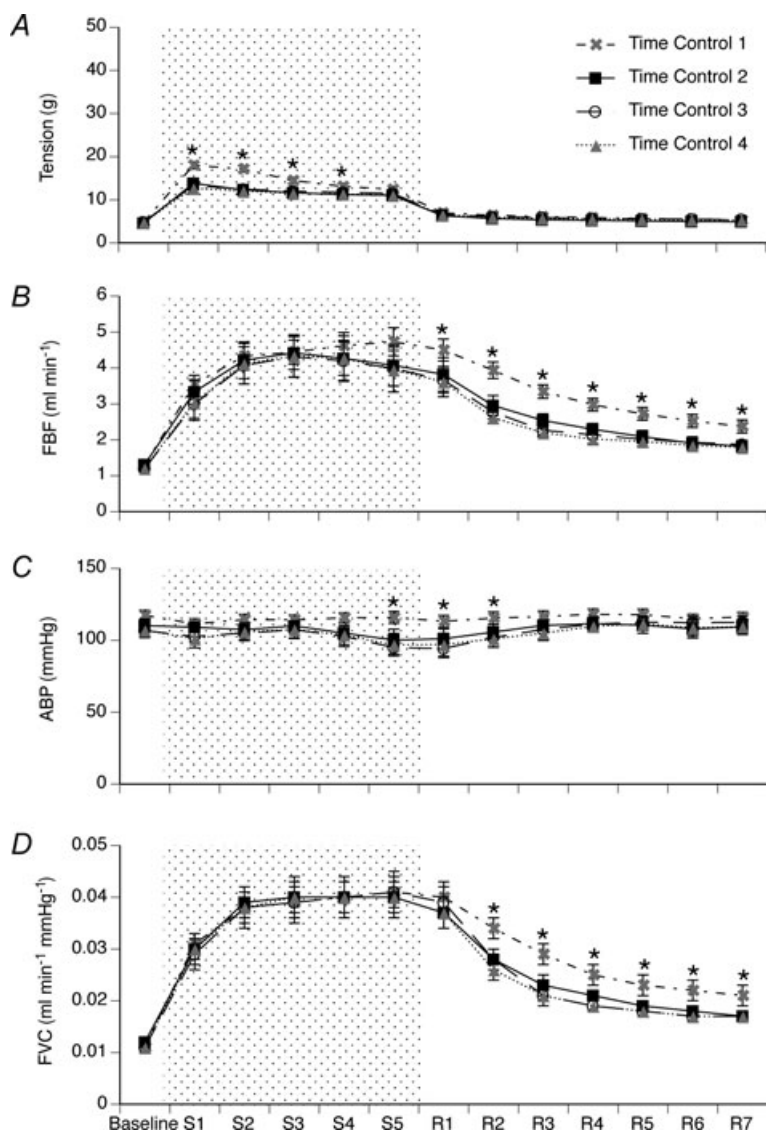 A
50
40
30
20
10
0
Tension (g)
* * * *
Time Control 1
Time Control 2
Time Control 3
Time Control 4
B
6
5
4
3
2
1
0
FBF (ml min⁻¹)
* * * * * * *
C
150
100
50
0
ABP (mmHg)
* * *
D
0.05
0.04
0.03
0.02
0.01
0
FVC (ml min⁻¹ mmHg⁻¹)
* * * * * *
Baseline S1 S2 S3 S4 S5 R1 R2 R3 R4 R5 R6 R7